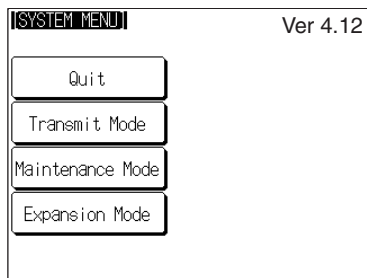 [SYSTEM MENU]
Ver 4.12
Quit
Transmit Mode
Maintenance Mode
Expansion Mode